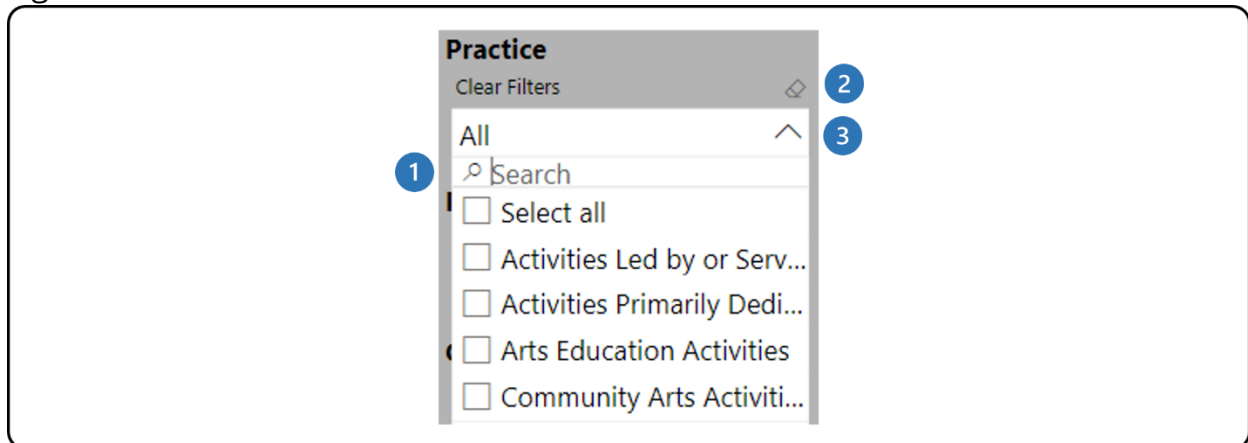 Practice
Clear Filters
2
All
3
1
Search
Select all
Activities Led by or Serv...
Activities Primarily Dedi...
Arts Education Activities
Community Arts Activiti...